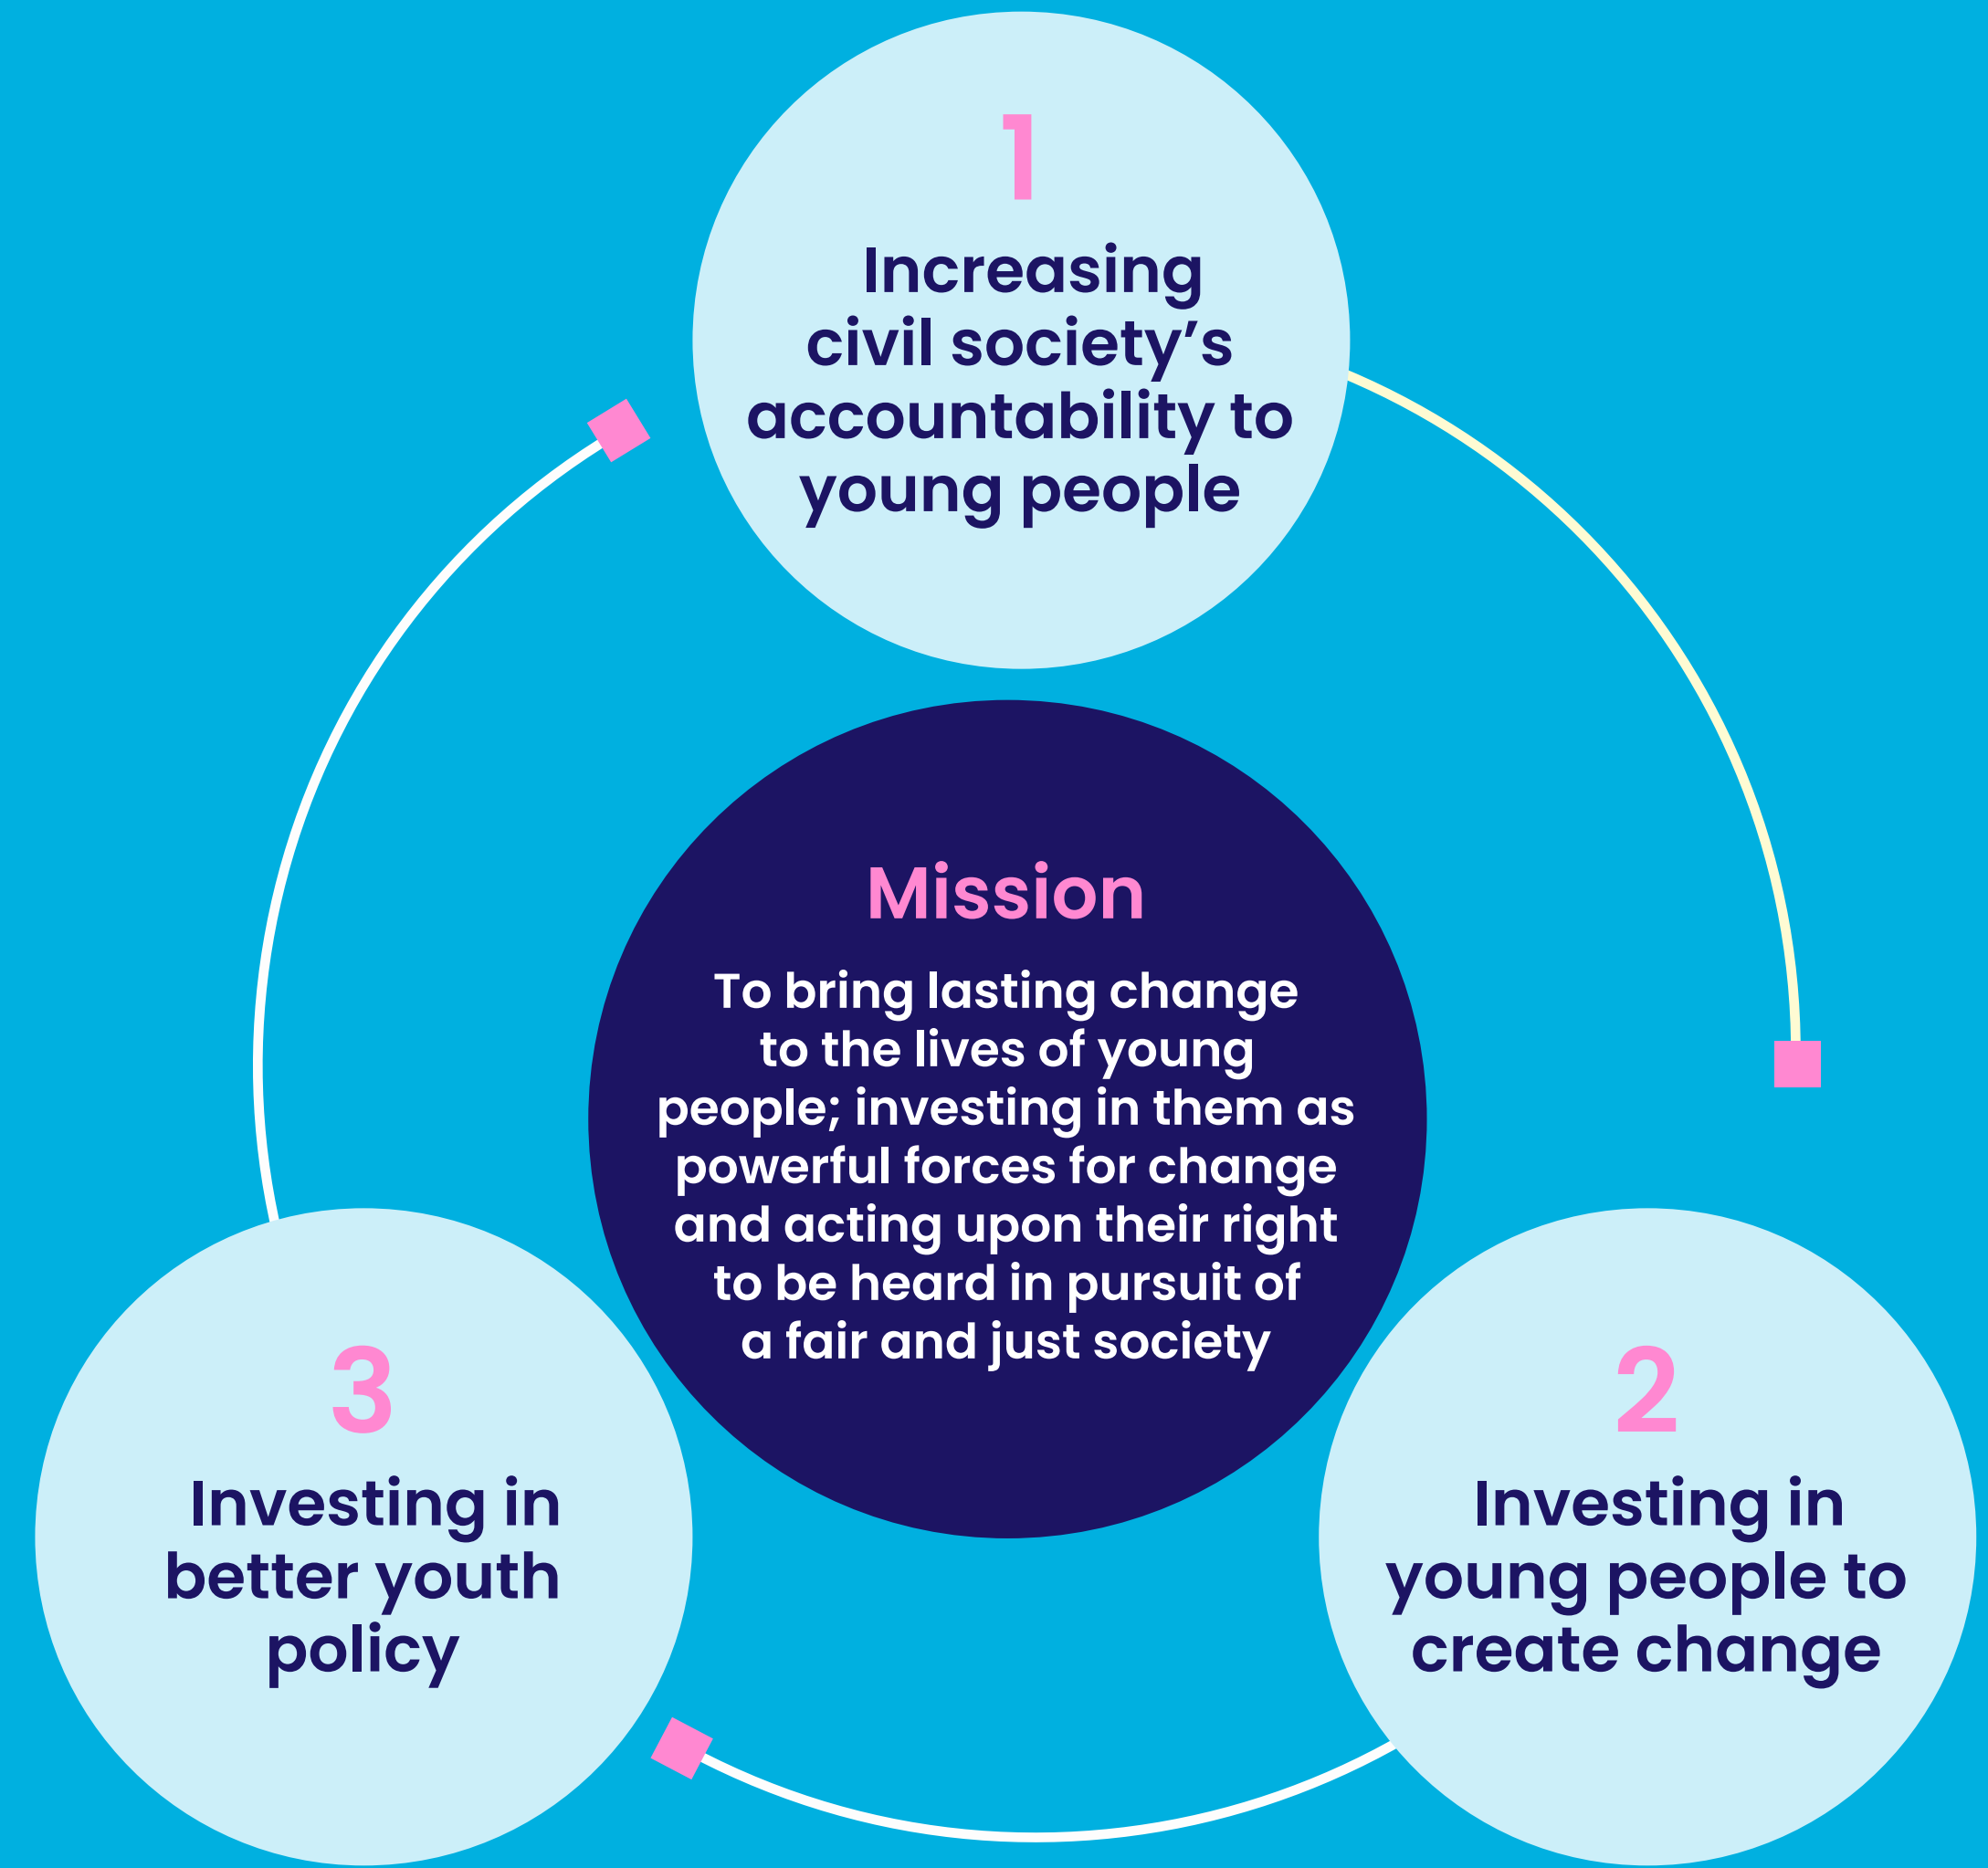 1
Increasing
civil society’s
accountability to
young people
Mission
To bring lasting change
to the lives of young
people; investing in them as
powerful forces for change
and acting upon their right
to be heard in pursuit of
a fair and just society
2
Investing in
young people to
create change
3
Investing in
better youth
policy